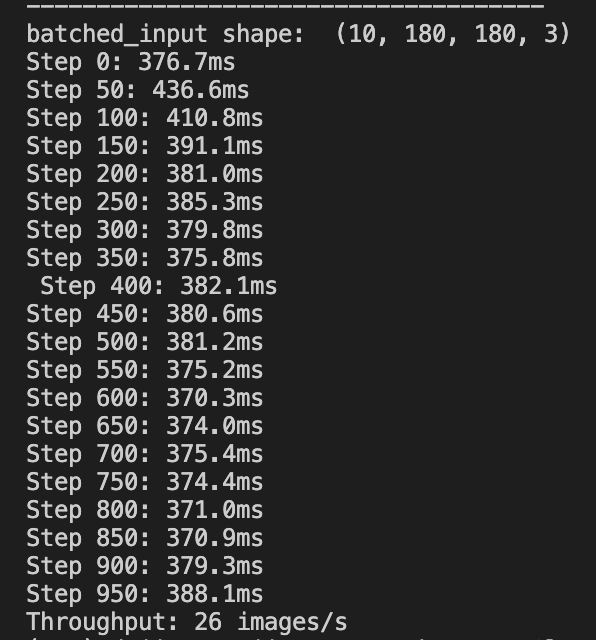 batched_input shape:  (10, 180, 180, 3)
Step 0: 376.7ms
Step 50: 436.6ms
Step 100: 410.8ms
Step 150: 391.1ms
Step 200: 381.0ms
Step 250: 385.3ms
Step 300: 379.8ms
Step 350: 375.8ms
 Step 400: 382.1ms
Step 450: 380.6ms
Step 500: 381.2ms
Step 550: 375.2ms
Step 600: 370.3ms
Step 650: 374.0ms
Step 700: 375.4ms
Step 750: 374.4ms
Step 800: 371.0ms
Step 850: 370.9ms
Step 900: 379.3ms
Step 950: 388.1ms
Throughput: 26 images/s